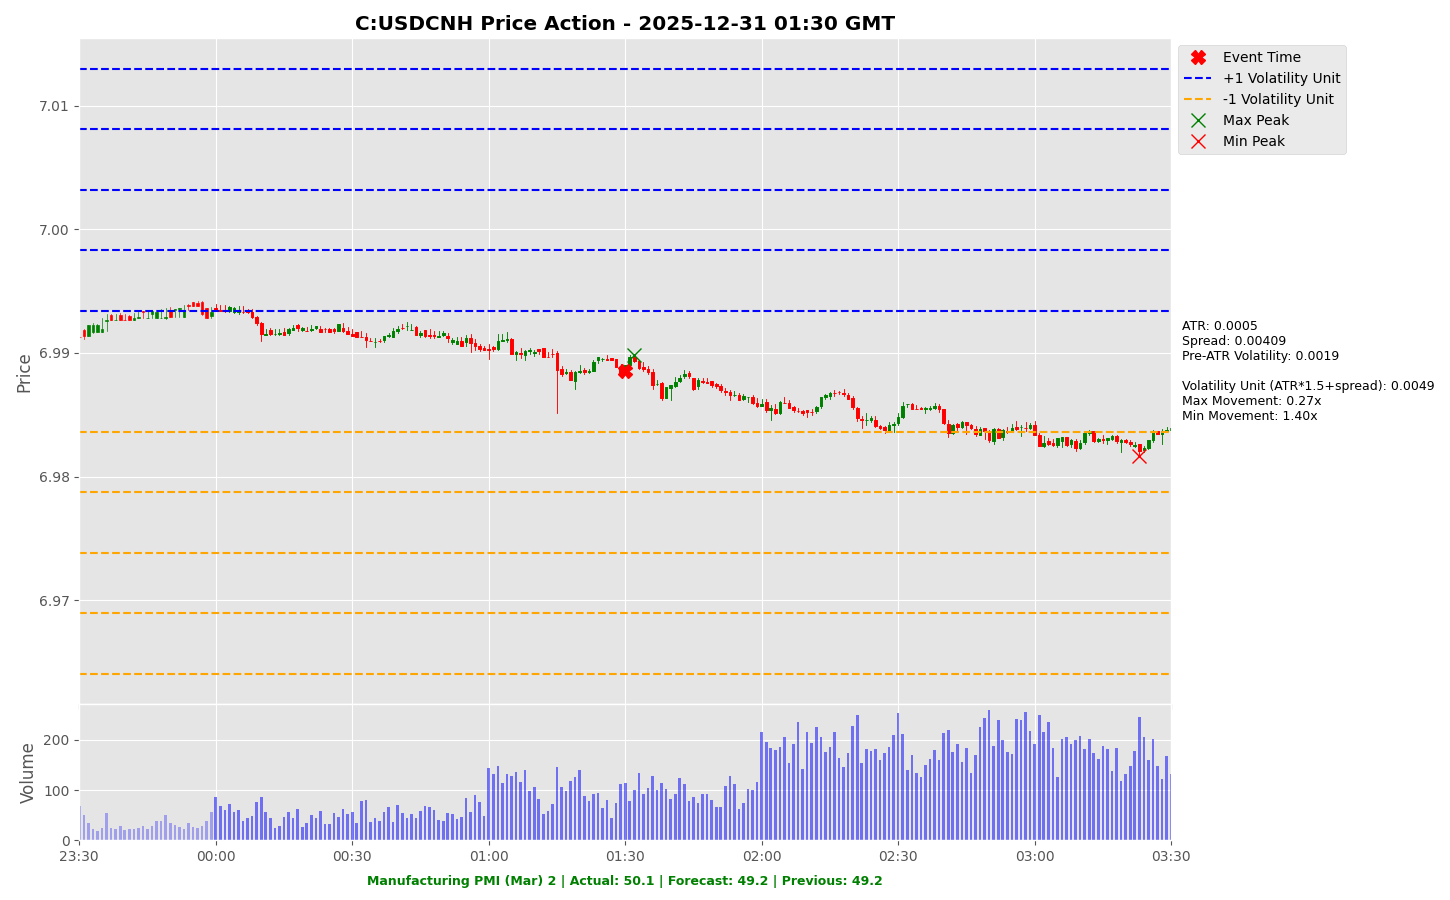 C:USDCNH Price Action - 2025-12-31 01:30 GMT
Event Time
+1 Volatility Unit
-1 Volatility Unit
Max Peak
Min Peak
7.01
7.00
6.99
6.98
6.97
Price
ATR: 0.0005
Spread: 0.00409
Pre-ATR Volatility: 0.0019
Volatility Unit (ATR*1.5+spread): 0.0049
Max Movement: 0.27x
Min Movement: 1.40x
200
100
0
Volume
23:30 00:00 00:30 01:00 01:30 02:00 02:30 03:00 03:30
Manufacturing PMI (Mar) 2 | Actual: 50.1 | Forecast: 49.2 | Previous: 49.2